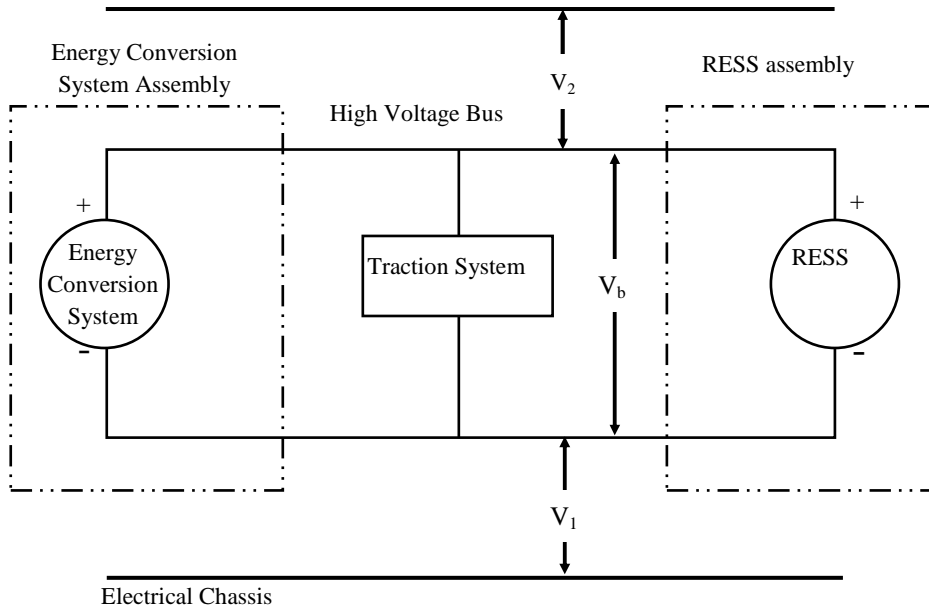 Energy Conversion
System Assembly
V2
RESS assembly
High Voltage Bus
+
+
Energy
Conversion
System
Traction System
Vb
RESS
-
-
V1
Electrical Chassis